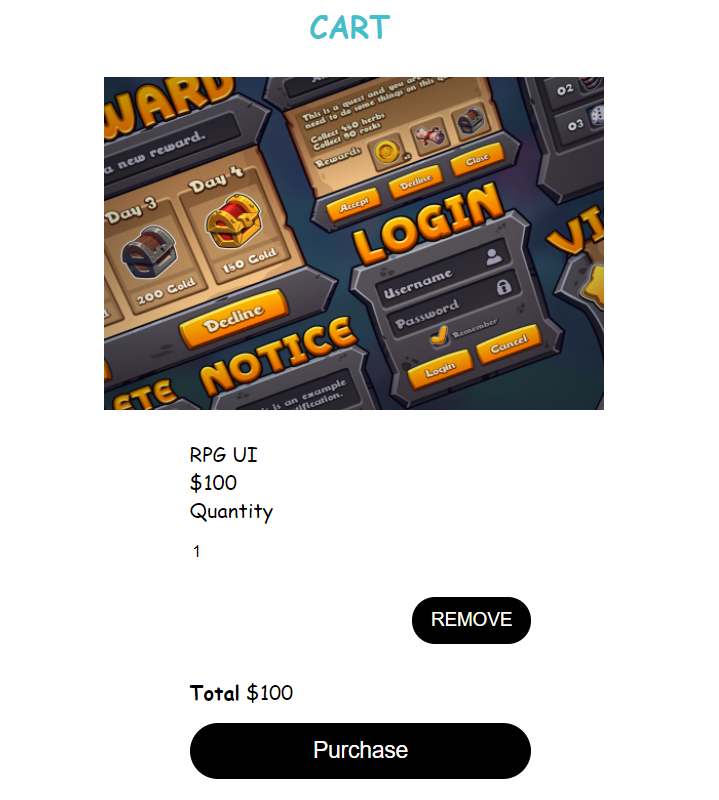 CART
WARD
a new reward.
Day 3
Day 4
200 Gold
150 Gold
Decline
This is a quest and you are
need to do some things on this
Collect 450 herbs
Collect 90 rocks
Rewards
Accept
Decline
Close
02
03
LOGIN
Username
Password
Remember
Login
Cancel
VI
ETE
NOTICE
is an example
RPG UI
$100
Quantity
1
REMOVE
Total $100
Purchase